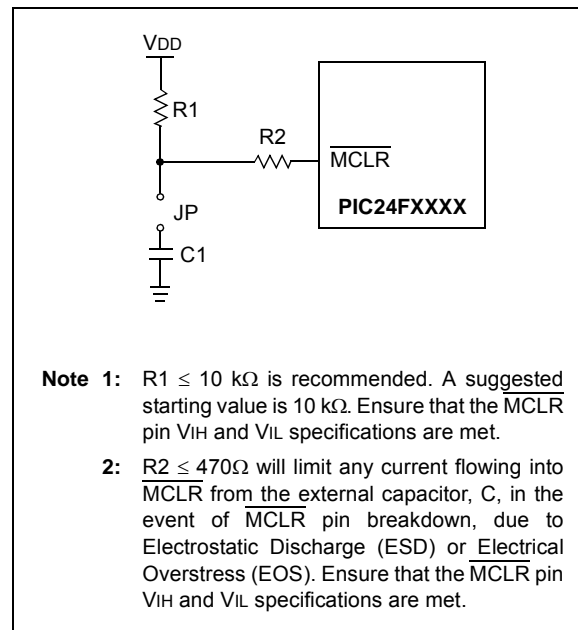 VDD
R1
R2
MCLR
PIC24FXXXX
JP
C1
Note 1: R1 ≤ 10 kΩ is recommended. A suggested
starting value is 10 kΩ. Ensure that the MCLR
pin VIH and VIL specifications are met.
2: R2 ≤ 470Ω will limit any current flowing into
MCLR from the external capacitor, C, in the
event of MCLR pin breakdown, due to
Electrostatic Discharge (ESD) or Electrical
Overstress (EOS). Ensure that the MCLR pin
VIH and VIL specifications are met.